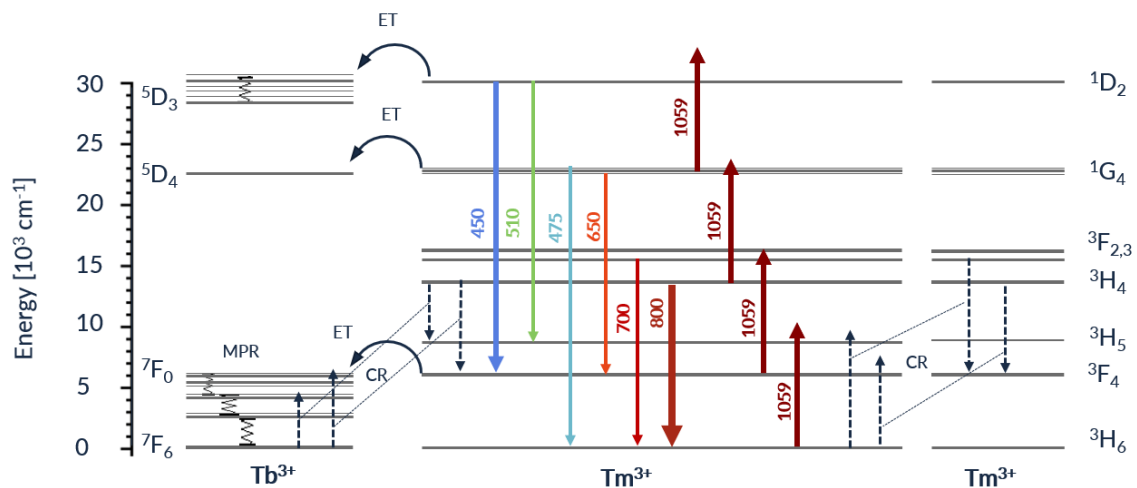 ET
30
⁵D₃
¹D₂
1059
ET
25
⁵D₄
¹G₄
20
450
510
475
650
1059
³F₂,₃
15
³H₄
700
800
1059
10
ET
³H₅
MPR
CR
CR
⁷F₀
5
³F₄
1059
0
⁷F₆
³H₆
Energy [10³ cm⁻¹]
Tb³⁺
Tm³⁺
Tm³⁺